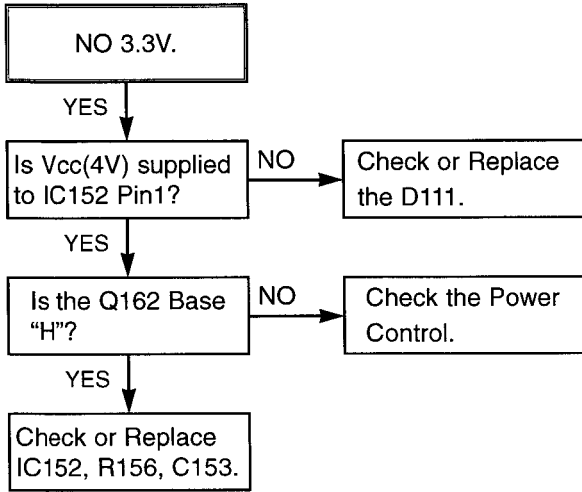 NO 3.3V.
YES
Is Vcc(4V) supplied
to IC152 Pin1?
NO
Check or Replace
the D111.
YES
Is the Q162 Base
“H”?
NO
Check the Power
Control.
YES
Check or Replace
IC152, R156, C153.